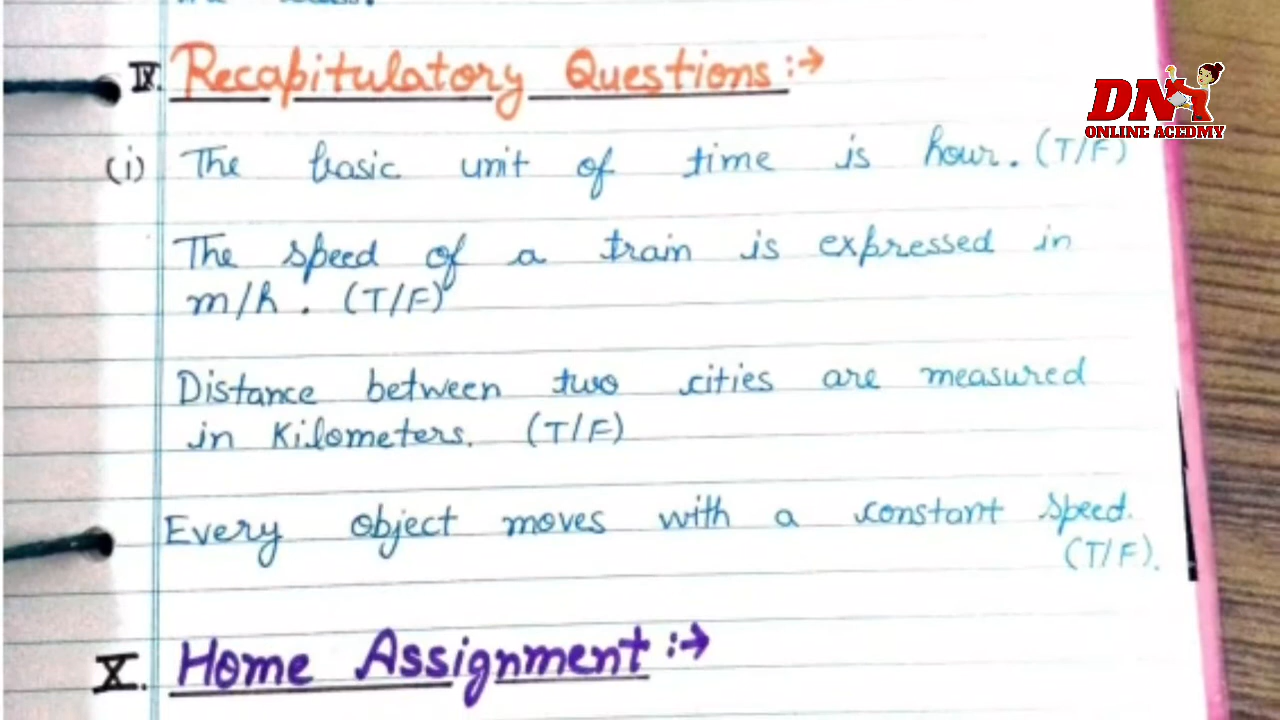 IX. Recapitulatory Questions :→
DNA
ONLINE ACEDMY
(i) The basic unit of time is hour. (T/F)
The speed of a train is expressed in
m/h. (T/F)
Distance between two cities are measured
in Kilometers. (T/F)
Every object moves with a constant speed.
(T/F).
X. Home Assignment :→